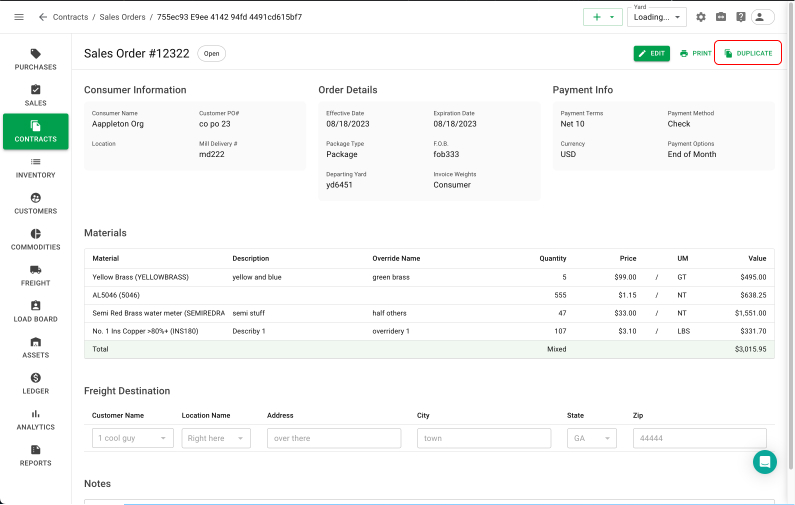 Contracts / Sales Orders / 755ec93 E9ee 4142 94fd 4491cd615bf7
Yard
Loading...
PURCHASES
SALES
CONTRACTS
INVENTORY
CUSTOMERS
COMMODITIES
FREIGHT
LOAD BOARD
ASSETS
LEDGER
ANALYTICS
REPORTS
Sales Order #12322 Open
EDIT PRINT DUPLICATE
Consumer Information
Consumer Name Customer PO#
Aappleton Org co po 23
Location Mill Delivery #
md222
Order Details
Effective Date Expiration Date
08/18/2023 08/18/2023
Package Type F.O.B.
Package fob333
Departing Yard Invoice Weights
yd6451 Consumer
Payment Info
Payment Terms Payment Method
Net 10 Check
Currency Payment Options
USD End of Month
Materials
Material Description Override Name Quantity Price UM Value
Yellow Brass (YELLOWBRASS) yellow and blue green brass 5 $99.00 / GT $495.00
AL5046 (5046) 555 $1.15 / NT $638.25
Semi Red Brass water meter (SEMIREDRA semi stuff half others 47 $33.00 / NT $1,551.00
No. 1 Ins Copper >80%+ (INS180) Describy 1 overridery 1 107 $3.10 / LBS $331.70
Total Mixed $3,015.95
Freight Destination
Customer Name Location Name Address City State Zip
1 cool guy Right here over there town GA 44444
Notes